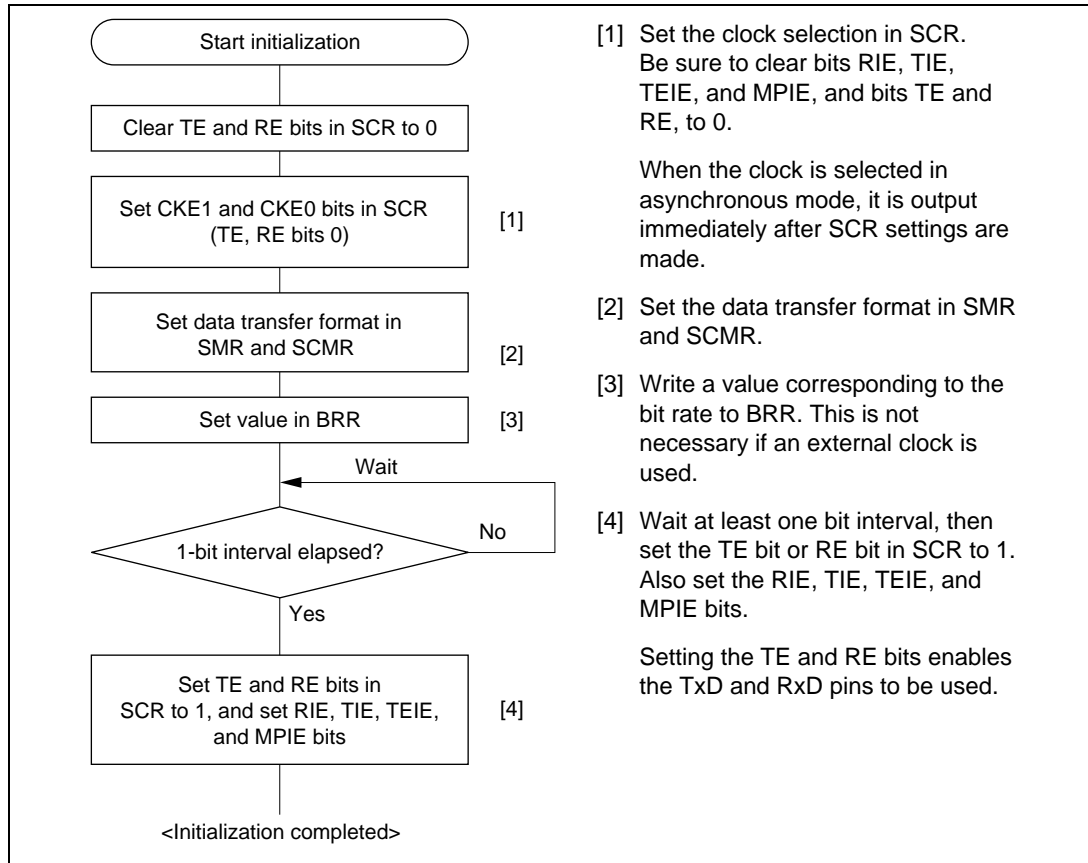 Start initialization
Clear TE and RE bits in SCR to 0
Set CKE1 and CKE0 bits in SCR
(TE, RE bits 0)
[1]
Set data transfer format in
SMR and SCMR
[2]
Set value in BRR
[3]
Wait
1-bit interval elapsed?
No
Yes
Set TE and RE bits in
SCR to 1, and set RIE, TIE, TEIE,
and MPIE bits
[4]
<Initialization completed>
[1] Set the clock selection in SCR.
Be sure to clear bits RIE, TIE,
TEIE, and MPIE, and bits TE and
RE, to 0.
When the clock is selected in
asynchronous mode, it is output
immediately after SCR settings are
made.
[2] Set the data transfer format in SMR
and SCMR.
[3] Write a value corresponding to the
bit rate to BRR. This is not
necessary if an external clock is
used.
[4] Wait at least one bit interval, then
set the TE bit or RE bit in SCR to 1.
Also set the RIE, TIE, TEIE, and
MPIE bits.
Setting the TE and RE bits enables
the TxD and RxD pins to be used.